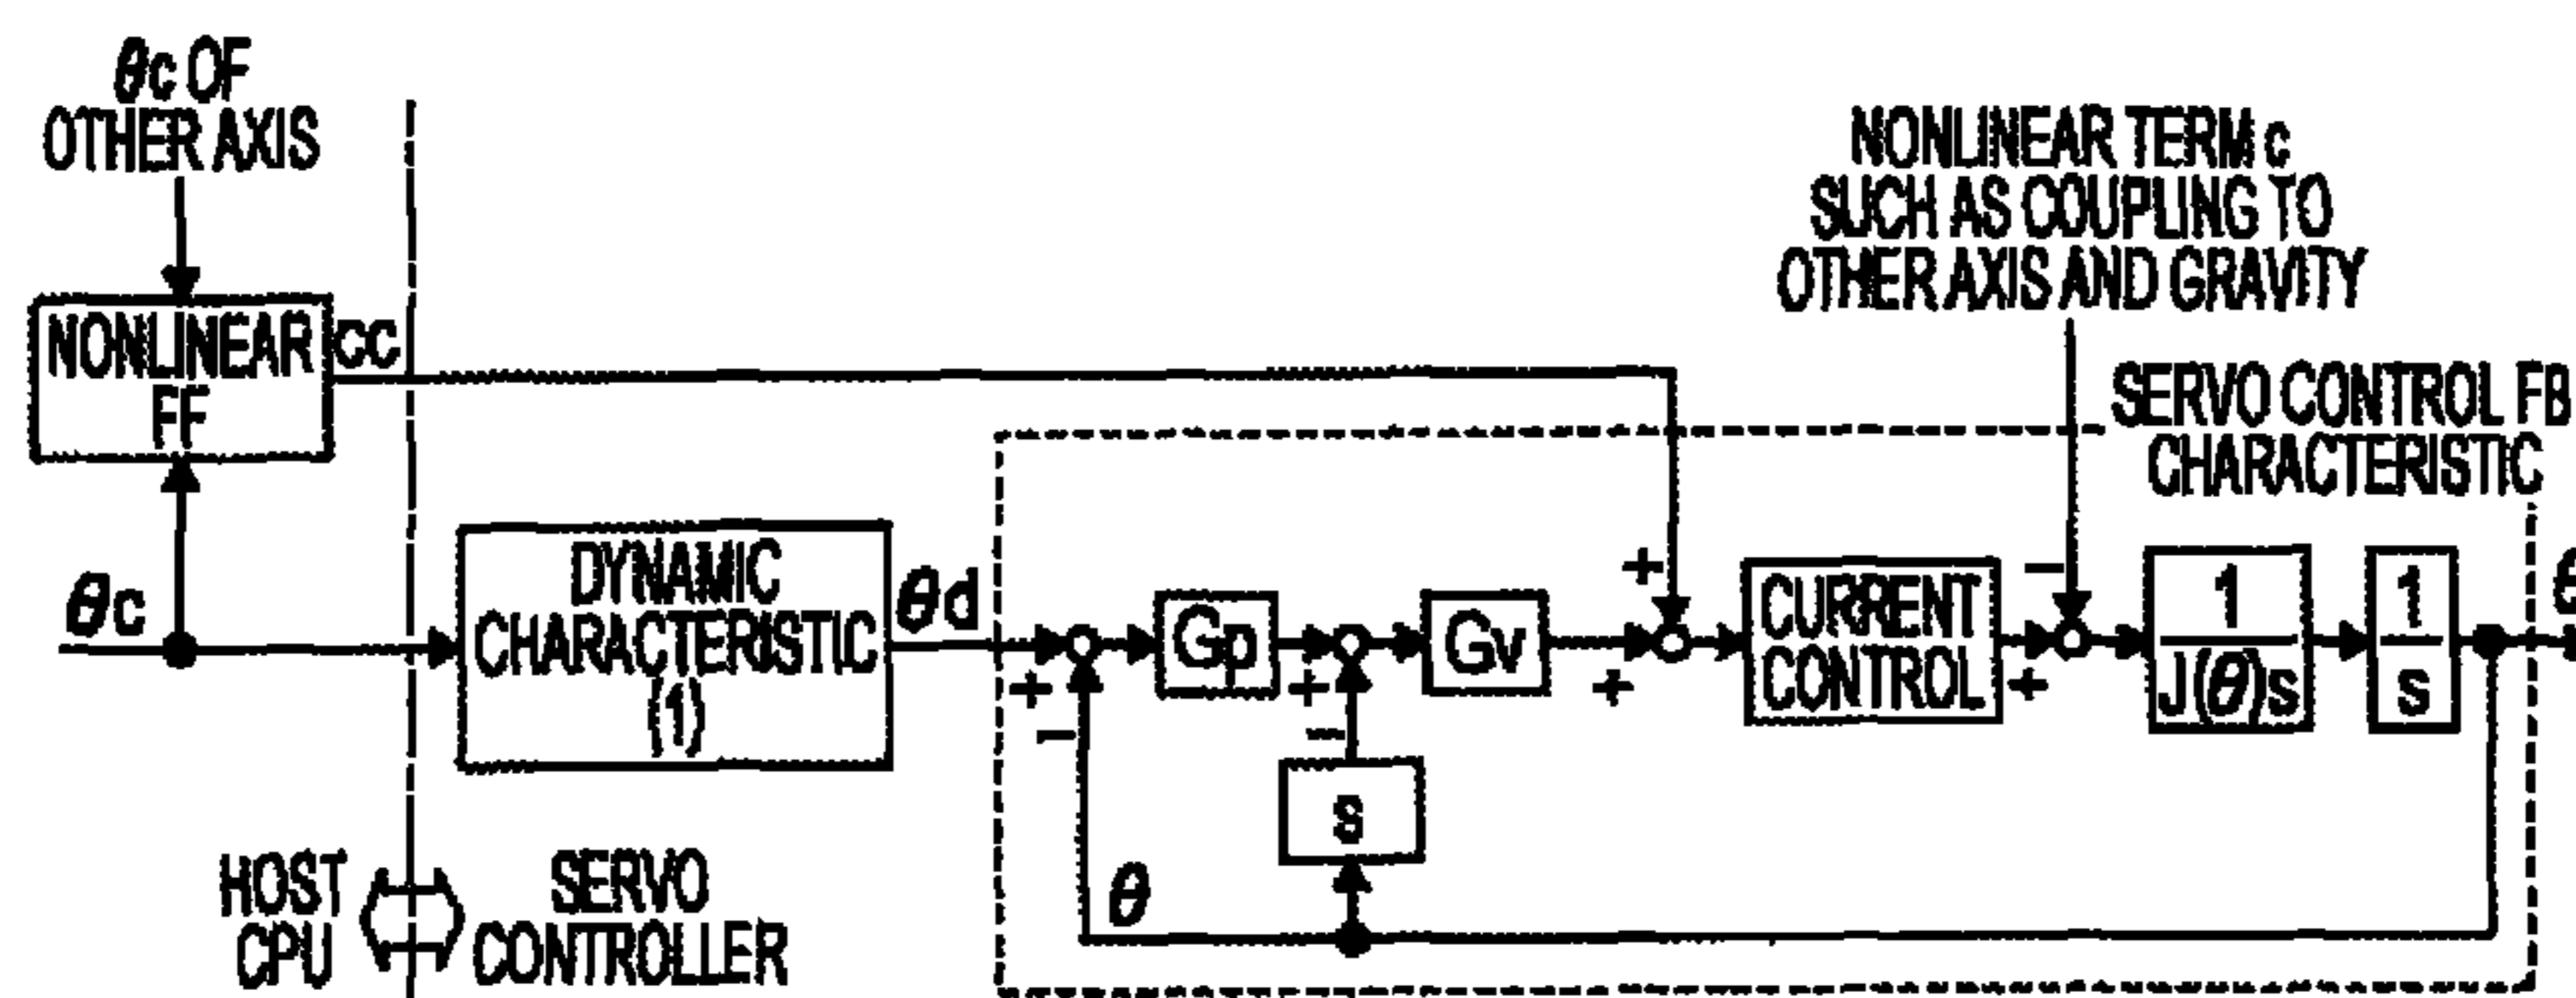 θc OF
OTHER AXIS
NONLINEAR
FF
cc
θc
DYNAMIC
CHARACTERISTIC
(1)
θd
NONLINEAR TERM c
SUCH AS COUPLING TO
OTHER AXIS AND GRAVITY
SERVO CONTROL FB
CHARACTERISTIC
+
−
Gp
+
−
Gv
+
+
CURRENT
CONTROL
−
+
1
J(θ)s
1
s
θ
s
θ
HOST
CPU
SERVO
CONTROLLER